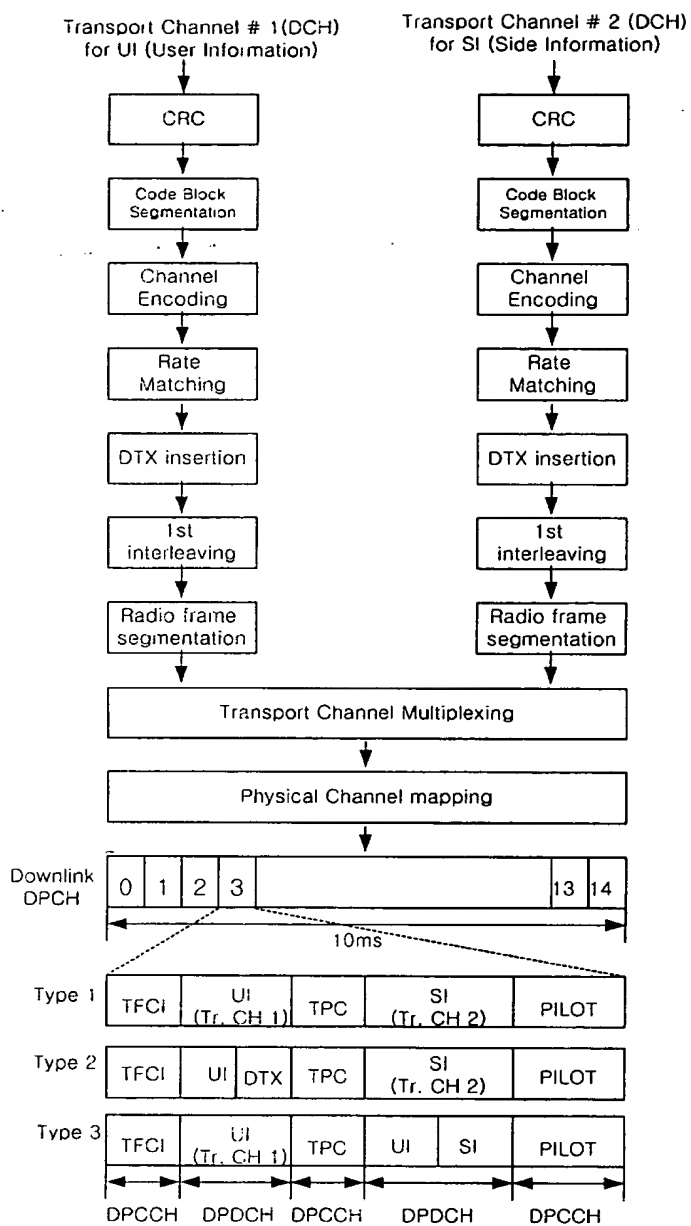 Transport Channel # 1(DCH)
for UI (User Information)
Transport Channel # 2 (DCH)
for SI (Side Information)
CRC
CRC
Code Block
Segmentation
Code Block
Segmentation
Channel
Encoding
Channel
Encoding
Rate
Matching
Rate
Matching
DTX insertion
DTX insertion
1st
interleaving
1st
interleaving
Radio frame
segmentation
Radio frame
segmentation
Transport Channel Multiplexing
Physical Channel mapping
Downlink
DPCH
0 1 2 3 13 14
10ms
Type 1
TFCI
UI
(Tr. CH 1)
TPC
SI
(Tr. CH 2)
PILOT
Type 2
TFCI
UI
DTX
TPC
SI
(Tr. CH 2)
PILOT
Type 3
TFCI
UI
(Tr. CH 1)
TPC
UI
SI
PILOT
DPCCH DPDCH DPCCH DPDCH DPCCH